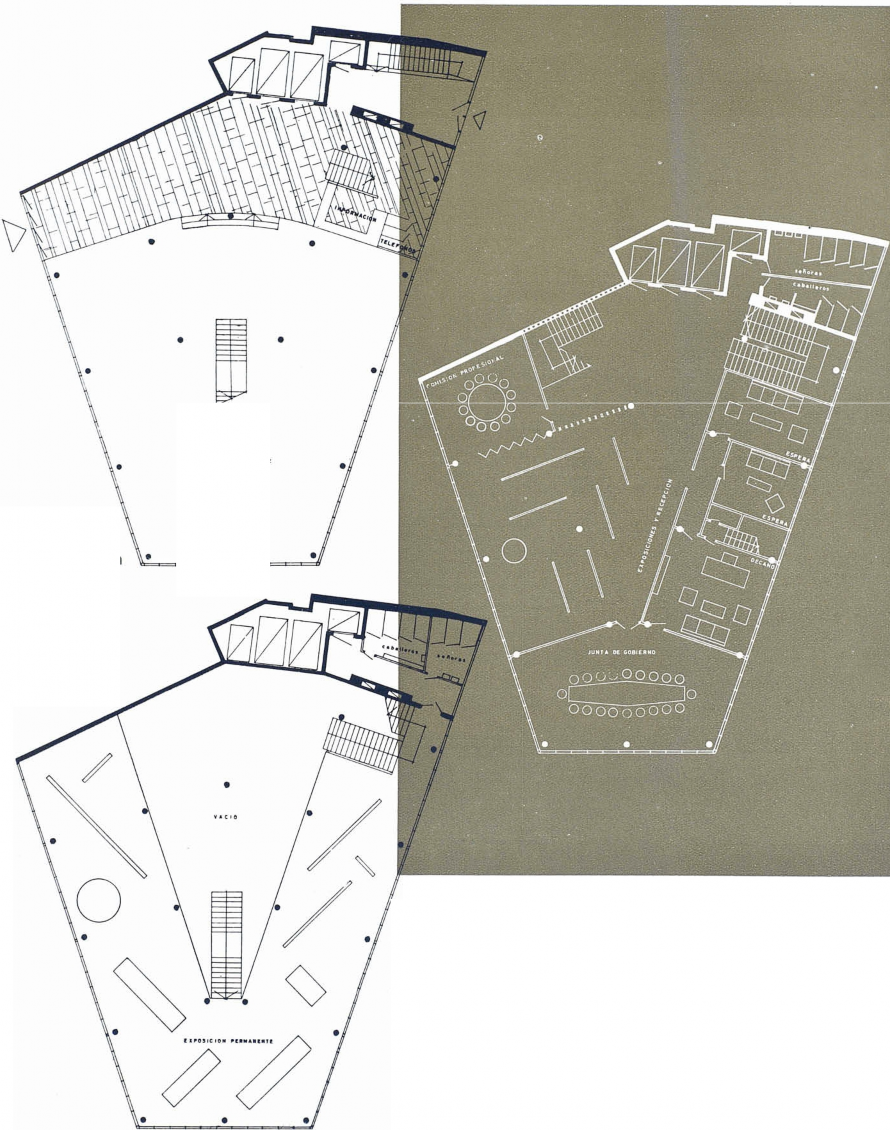 INFORMACION
TELEFONOS
señoras
caballeros
COMISION PROFESIONAL
ESPERA
ESPERA
EXPOSICIONES Y RECEPCION
DECANO
JUNTA DE GOBIERNO
caballeros
señoras
VACIO
EXPOSICION PERMANENTE